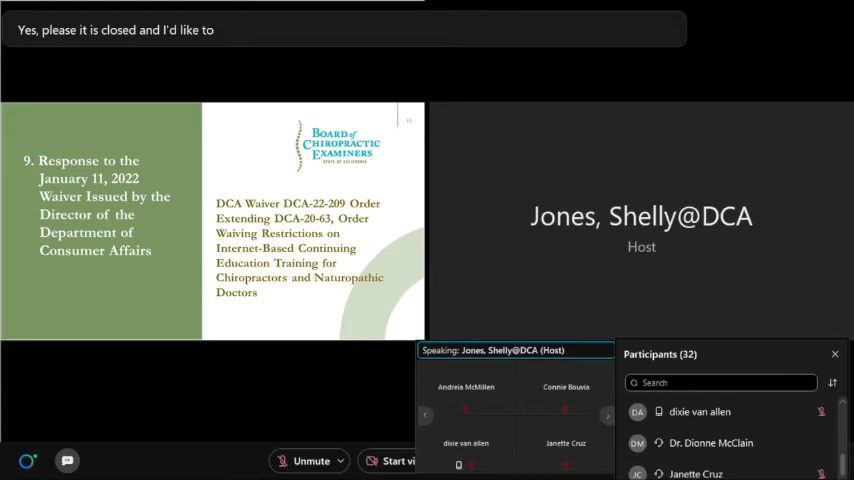 Yes, please it is closed and I'd like to
15
BOARD of
CHIROPRACTIC
EXAMINERS
STATE OF CALIFORNIA
9. Response to the
January 11, 2022
Waiver Issued by the
Director of the
Department of
Consumer Affairs
DCA Waiver DCA-22-209 Order
Extending DCA-20-63, Order
Waiving Restrictions on
Internet-Based Continuing
Education Training for
Chiropractors and Naturopathic
Doctors
Jones, Shelly@DCA
Host
Speaking: Jones, Shelly@DCA (Host)
Andreia McMillen
Connie Bouvia
dixie van allen
Janette Cruz
Participants (32)
Search
DA
dixie van allen
DM
Dr. Dionne McClain
JC
Janette Cruz
Unmute
Start vi